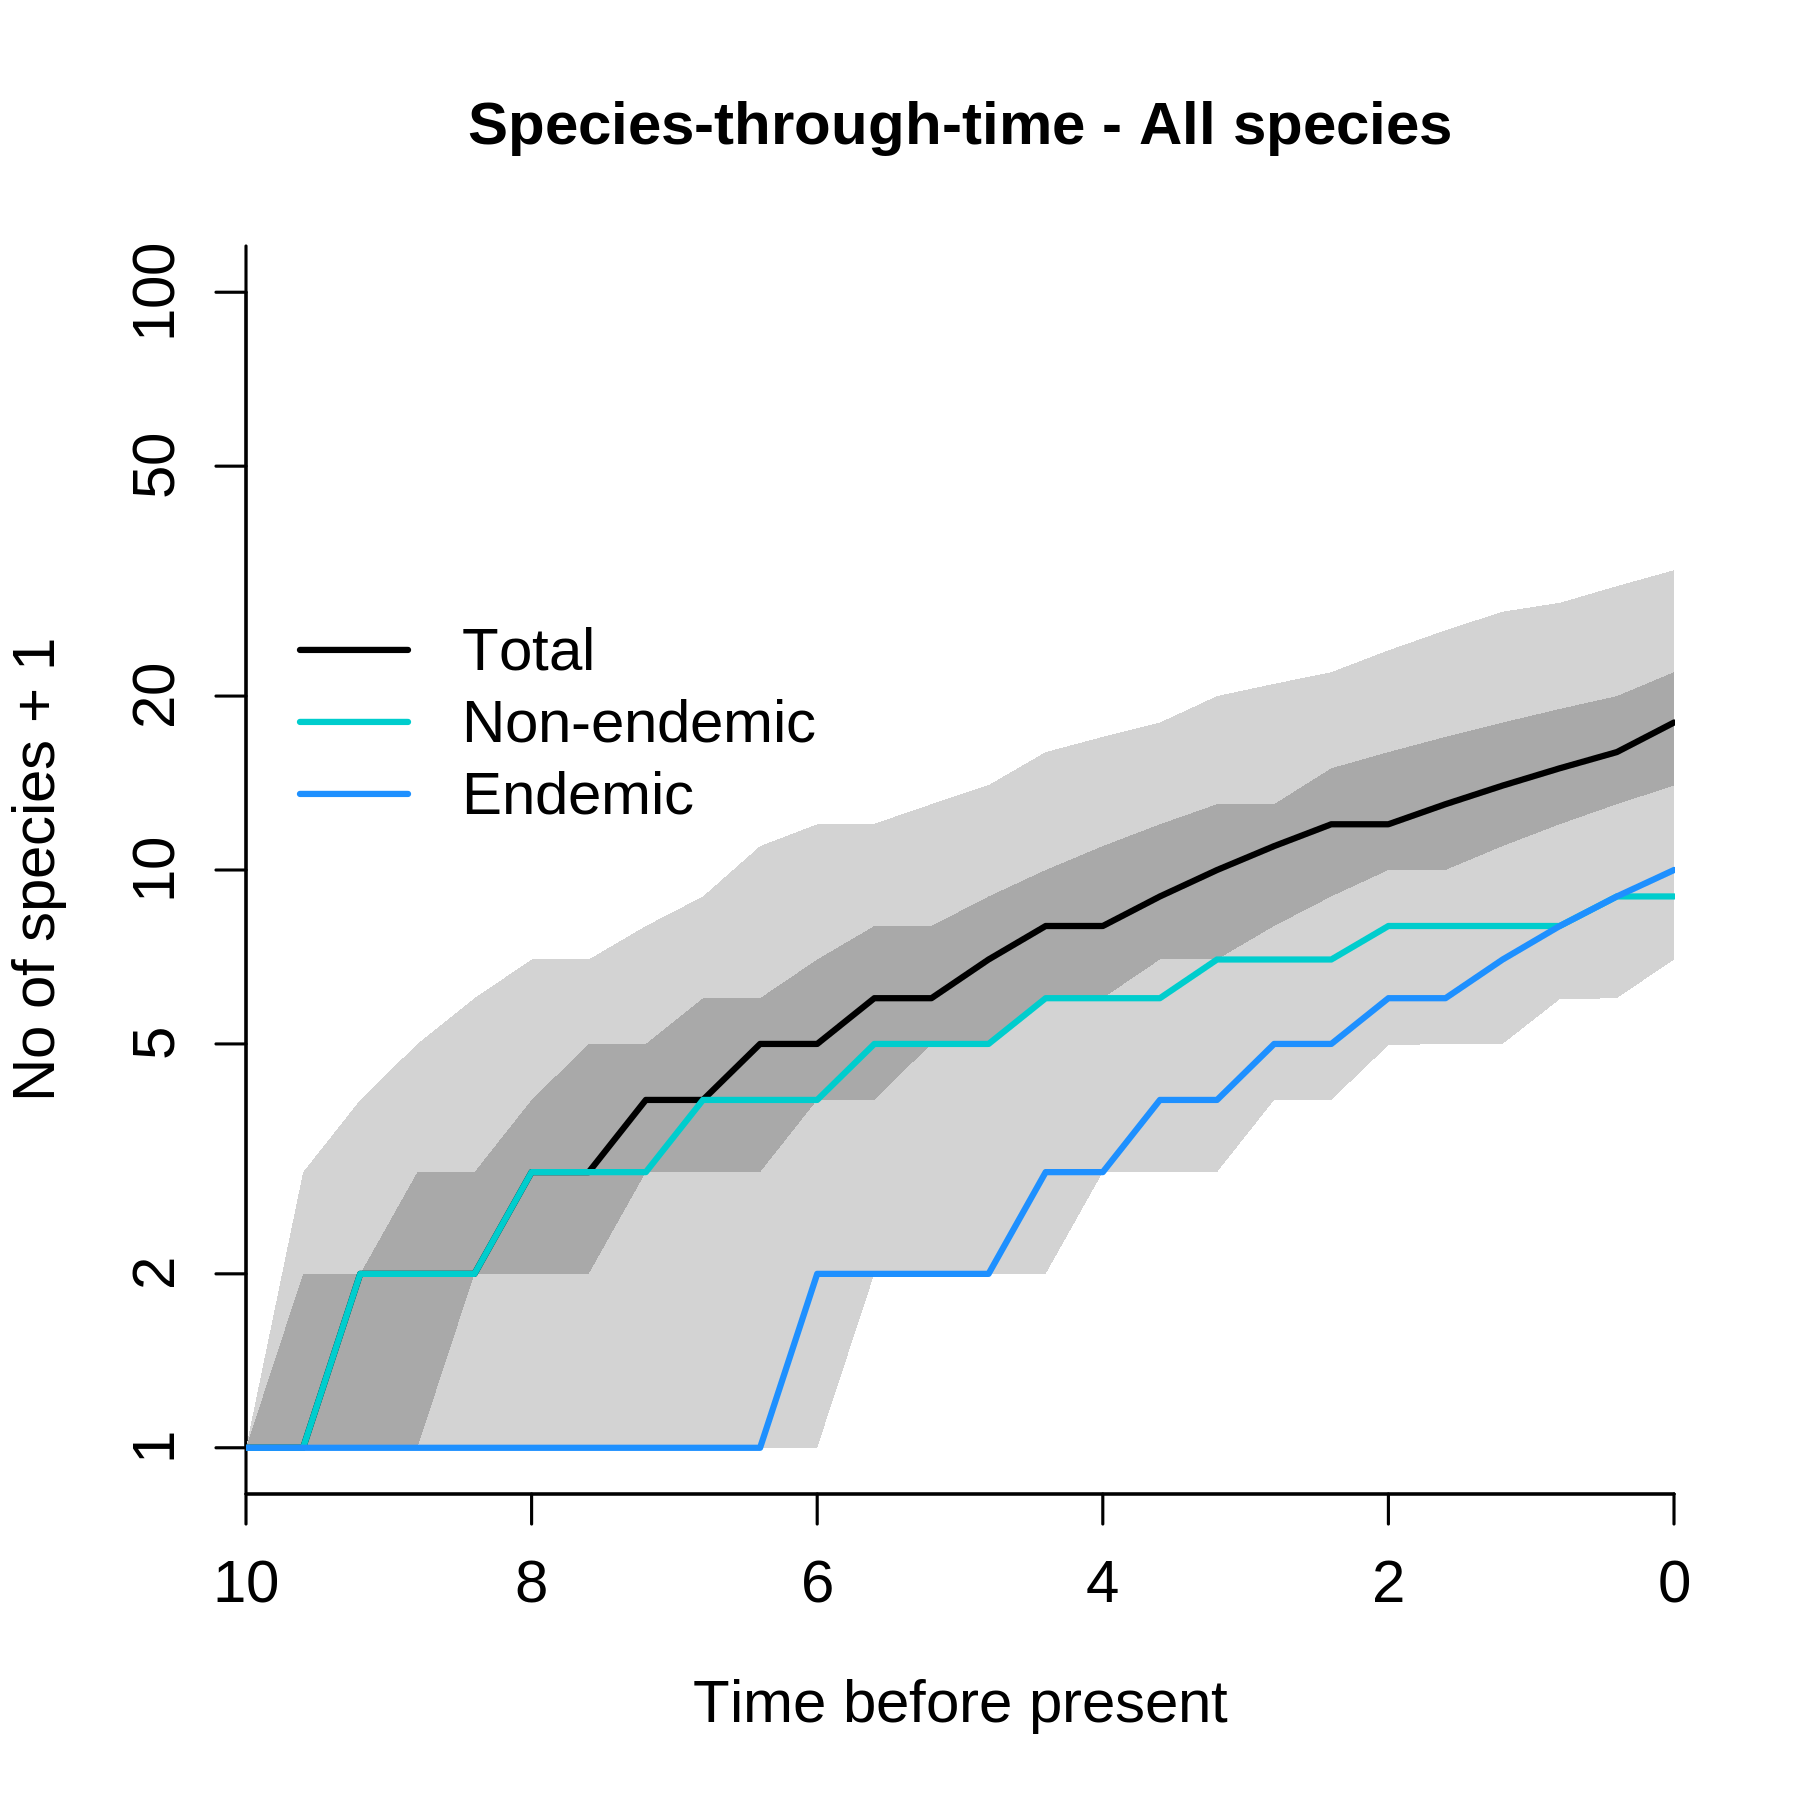 Species-through-time - All species
No of species + 1
100
50
20
10
5
2
1
Total
Non-endemic
Endemic
10 8 6 4 2 0
Time before present